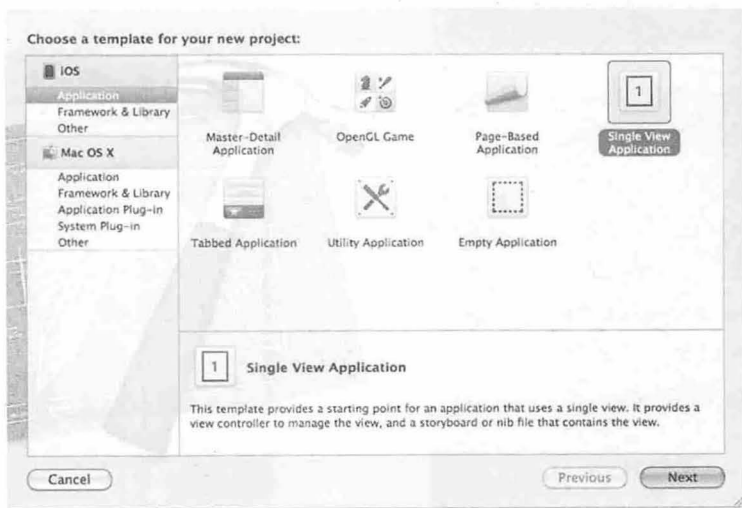 Choose a template for your new project:
iOS
Application
Framework & Library
Other
Mac OS X
Application
Framework & Library
Application Plug-in
System Plug-in
Other
Master-Detail
Application
OpenGL Game
Page-Based
Application
1
Single View
Application
Tabbed Application
Utility Application
Empty Application
1
Single View Application
This template provides a starting point for an application that uses a single view. It provides a
view controller to manage the view, and a storyboard or nib file that contains the view.
Cancel
Previous
Next